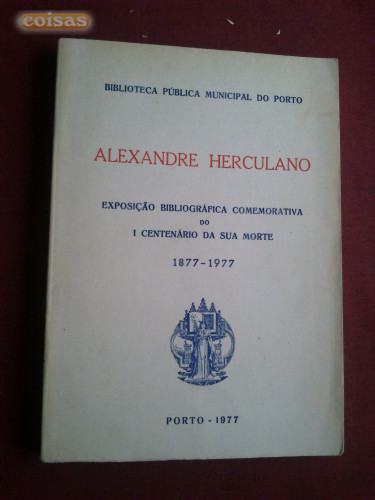 coisas
BIBLIOTECA PÚBLICA MUNICIPAL DO PORTO
ALEXANDRE HERCULANO
EXPOSIÇÃO BIBLIOGRÁFICA COMEMORATIVA
DO
I CENTENÁRIO DA SUA MORTE
1877-1977
PORTO - 1977